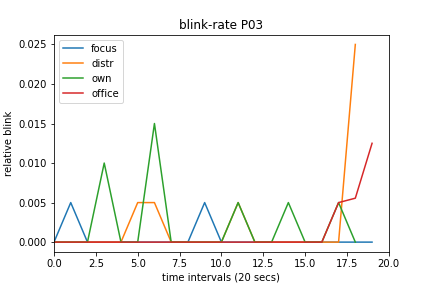 blink-rate P03
relative blink
0.025
0.020
0.015
0.010
0.005
0.000
focus
distr
own
office
0.0 2.5 5.0 7.5 10.0 12.5 15.0 17.5 20.0
time intervals (20 secs)